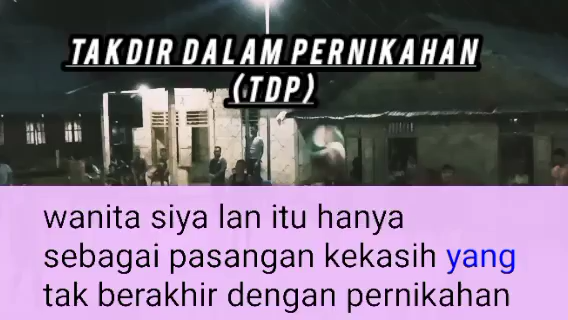 TAKDIR DALAM PERNIKAHAN
(TDP)
wanita siya lan itu hanya
sebagai pasangan kekasih yang
tak berakhir dengan pernikahan